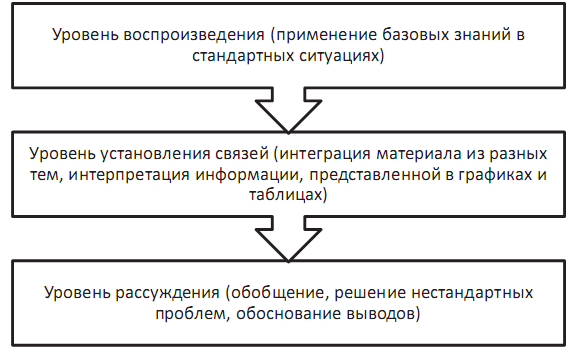 Уровень воспроизведения (применение базовых знаний в
стандартных ситуациях)
Уровень установления связей (интеграция материала из разных
тем, интерпретация информации, представленной в графиках и
таблицах)
Уровень рассуждения (обобщение, решение нестандартных
проблем, обоснование выводов)